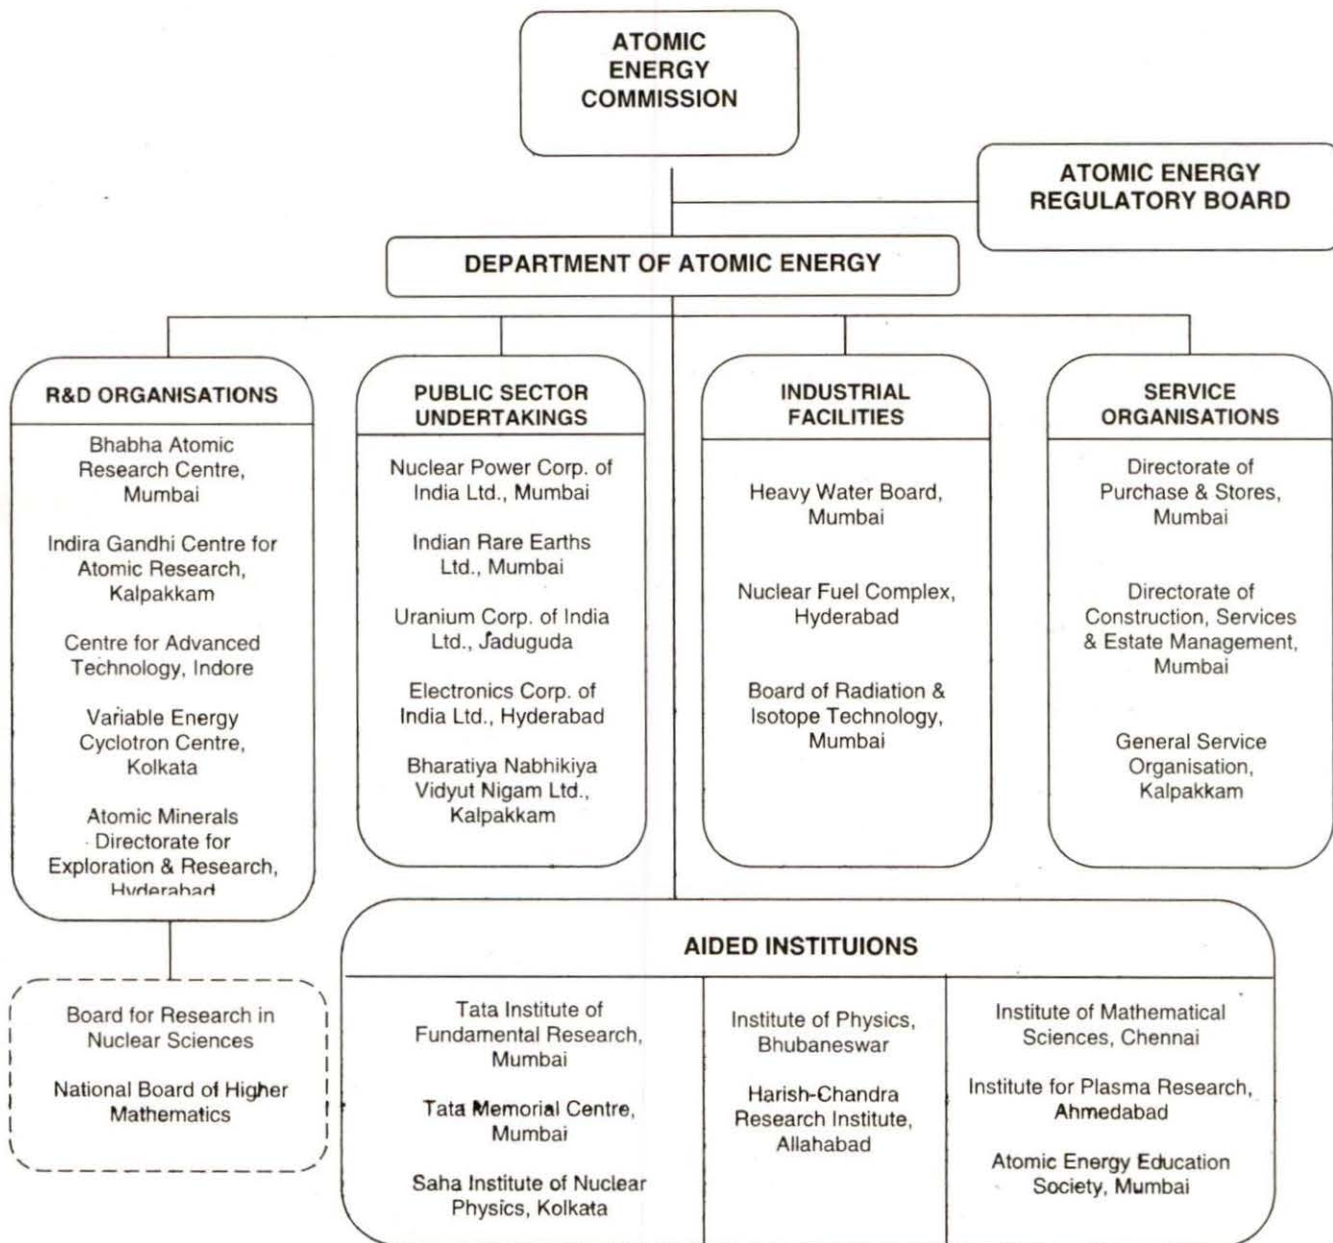 ATOMIC
ENERGY
COMMISSION
ATOMIC ENERGY
REGULATORY BOARD
DEPARTMENT OF ATOMIC ENERGY
R&D ORGANISATIONS
Bhabha Atomic
Research Centre,
Mumbai
Indira Gandhi Centre for
Atomic Research,
Kalpakkam
Centre for Advanced
Technology, Indore
Variable Energy
Cyclotron Centre,
Kolkata
Atomic Minerals
Directorate for
Exploration & Research,
Hyderabad
PUBLIC SECTOR
UNDERTAKINGS
Nuclear Power Corp. of
India Ltd., Mumbai
Indian Rare Earths
Ltd., Mumbai
Uranium Corp. of India
Ltd., Jaduguda
Electronics Corp. of
India Ltd., Hyderabad
Bharatiya Nabhikiya
Vidyut Nigam Ltd.,
Kalpakkam
INDUSTRIAL
FACILITIES
Heavy Water Board,
Mumbai
Nuclear Fuel Complex,
Hyderabad
Board of Radiation &
Isotope Technology,
Mumbai
SERVICE
ORGANISATIONS
Directorate of
Purchase & Stores,
Mumbai
Directorate of
Construction, Services
& Estate Management,
Mumbai
General Service
Organisation,
Kalpakkam
Board for Research in
Nuclear Sciences
National Board of Higher
Mathematics
AIDED INSTITUIONS
Tata Institute of
Fundamental Research,
Mumbai
Tata Memorial Centre,
Mumbai
Saha Institute of Nuclear
Physics, Kolkata
Institute of Physics,
Bhubaneswar
Harish-Chandra
Research Institute,
Allahabad
Institute of Mathematical
Sciences, Chennai
Institute for Plasma Research,
Ahmedabad
Atomic Energy Education
Society, Mumbai